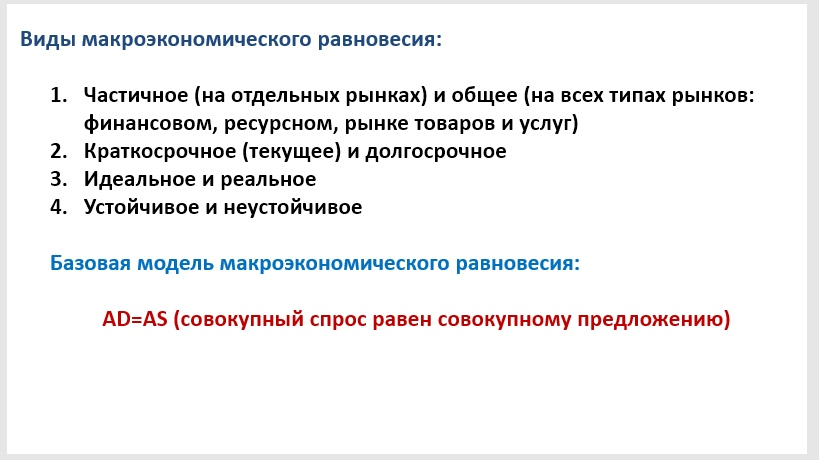 Виды макроэкономического равновесия:
1. Частичное (на отдельных рынках) и общее (на всех типах рынков:
финансовом, ресурсном, рынке товаров и услуг)
2. Краткосрочное (текущее) и долгосрочное
3. Идеальное и реальное
4. Устойчивое и неустойчивое
Базовая модель макроэкономического равновесия:
AD=AS (совокупный спрос равен совокупному предложению)